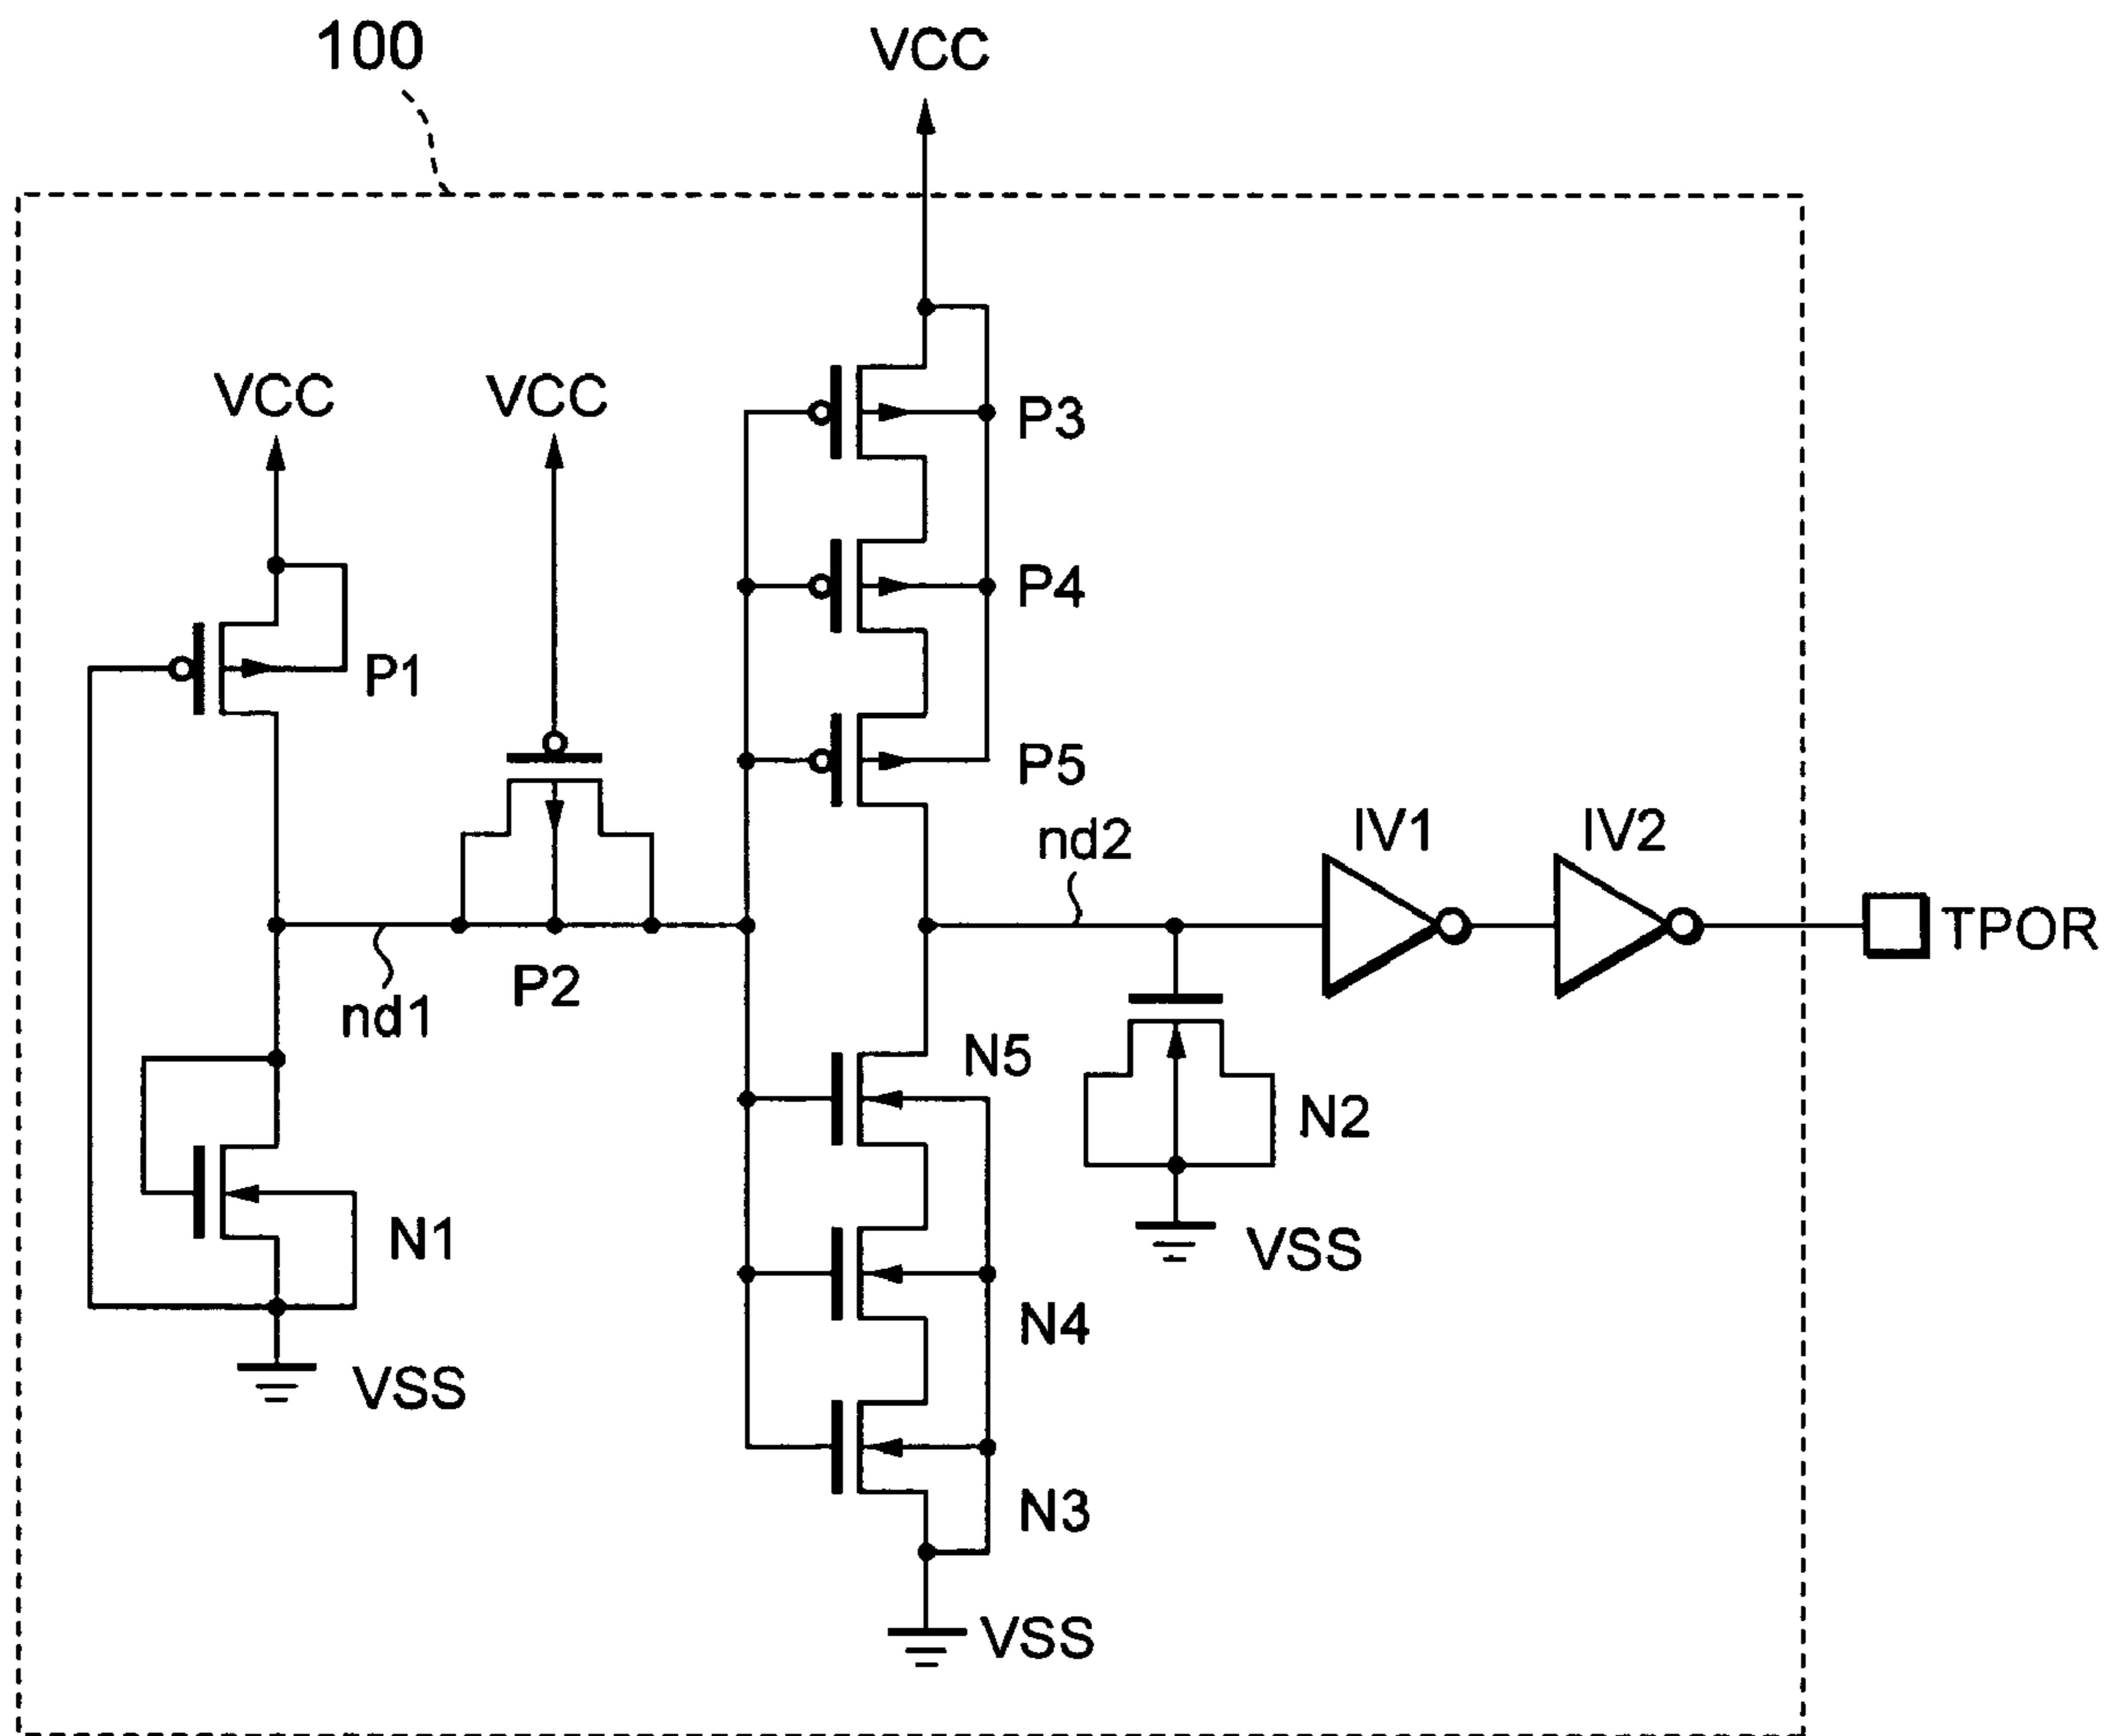 100
VCC
VCC
VCC
P3
P4
P1
P5
nd2
IV1
IV2
TPOR
P2
nd1
N5
N2
N1
VSS
N4
VSS
N3
VSS